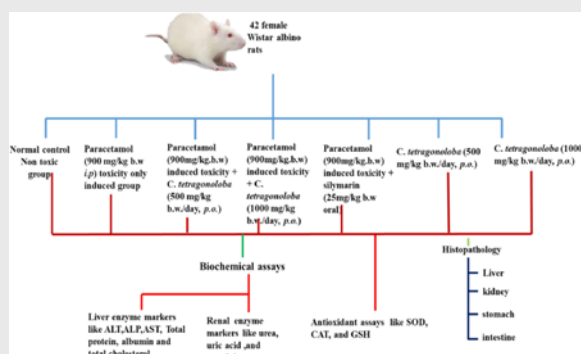 42 female
Wistar albino
rats
Normal control
Non toxic
group
Paracetamol
(900 mg/kg b.w
i.p) toxicity only
induced group
Paracetamol
(900mg/kg.b.w)
induced toxicity +
C. tetragonoloba
(500 mg/kg
b.w./day, p.o.)
Paracetamol
(900mg/kg.b.w)
induced toxicity
+ C.
tetragonoloba
(1000 mg/kg
b.w./day, p.o.)
Paracetamol
(900mg/kg.b.w)
induced toxicity +
silymarin
(25mg/kg b.w
oral)
C. tetragonoloba (500
mg/kg b.w./day, p.o.)
C. tetragonoloba (1000
mg/kg b.w./day, p.o.)
Biochemical assays
Histopathology
Liver
kidney
stomach
intestine
Liver enzyme markers
like ALT,ALP,AST, Total
protein, albumin and
total cholesterol
Renal enzyme
markers like urea,
uric acid ,and
Antioxidant assays like SOD,
CAT, and GSH